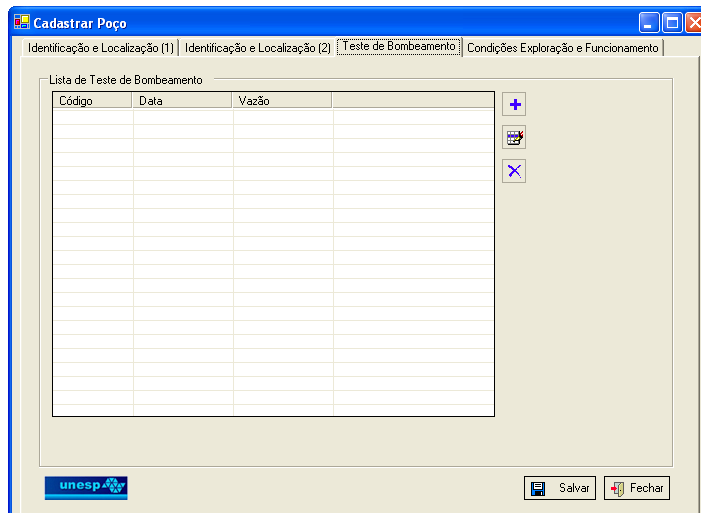 Cadastrar Poço
Identificação e Localização (1) Identificação e Localização (2) Teste de Bombeamento Condições Exploração e Funcionamento
Lista de Teste de Bombeamento
Código Data Vazão
unesp Salvar Fechar